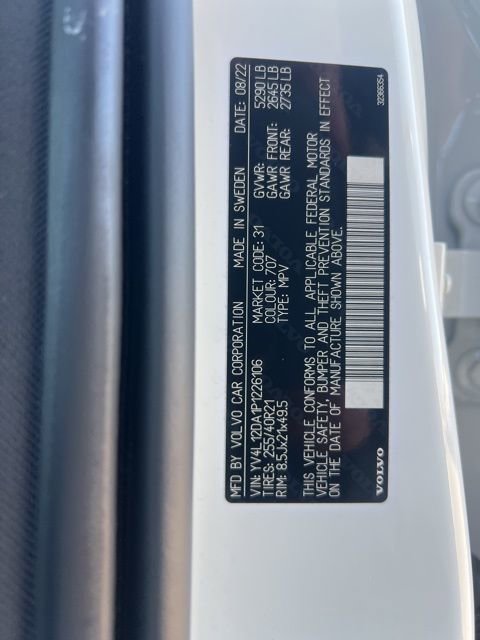 MFD BY VOLVO CAR CORPORATION MADE IN SWEDEN DATE: 08/22
VIN: YV4L12DA1P1226106 GVWR: 5290 LB
TIRES: 255/40R21 MARKET CODE: 31 GAWR FRONT: 2645 LB
RIM: 8.5Jx21x49.5 COLOUR: 707 GAWR REAR: 2735 LB
TYPE: MPV
THIS VEHICLE CONFORMS TO ALL APPLICABLE FEDERAL MOTOR
VEHICLE SAFETY, BUMPER AND THEFT PREVENTION STANDARDS IN EFFECT
ON THE DATE OF MANUFACTURE SHOWN ABOVE.
VOLVO 32366354